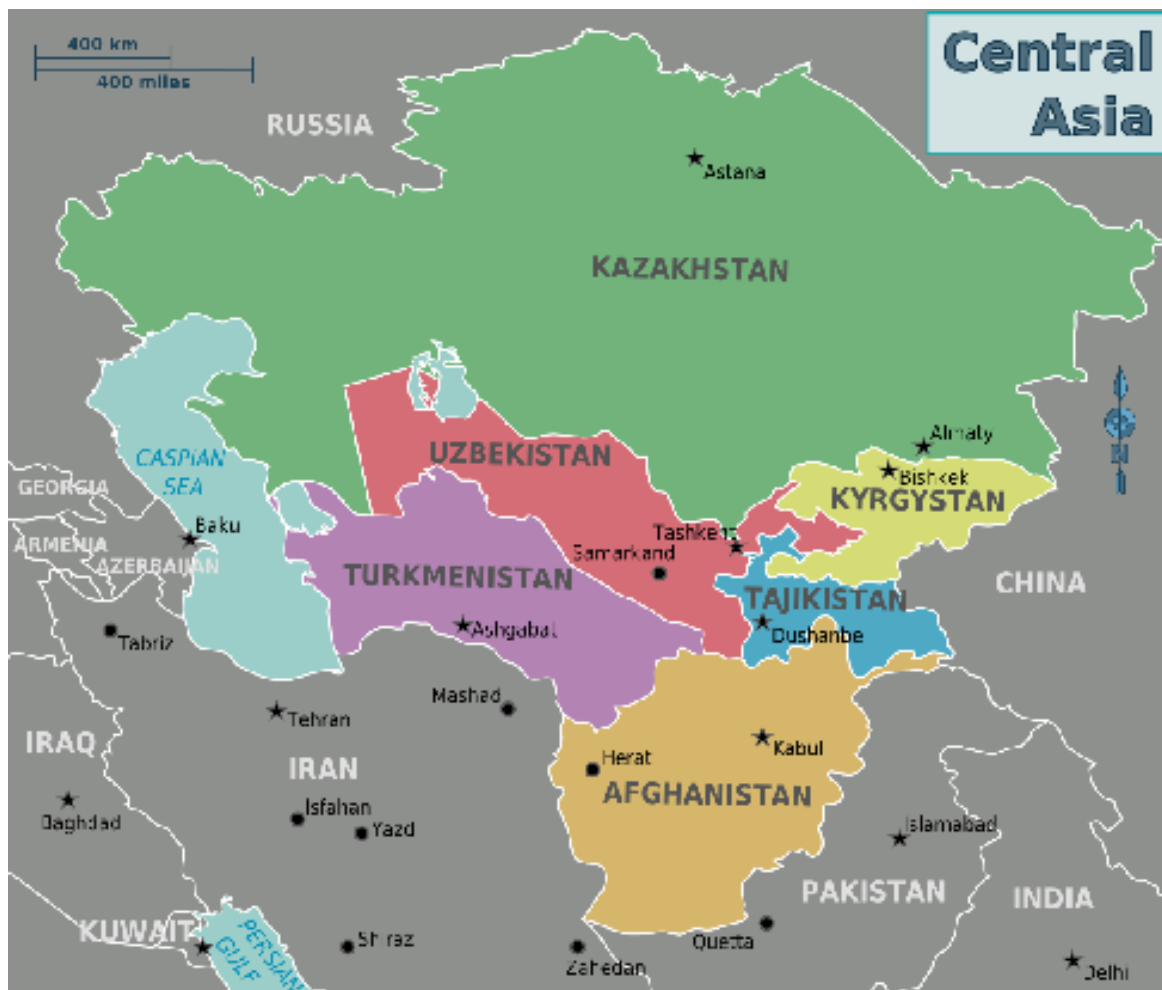 400 km
400 miles
Central
Asia
RUSSIA
Astana
KAZAKHSTAN
Almaty
Bishkek
KYRGYSTAN
UZBEKISTAN
CASPIAN
SEA
GEORGIA
ARMENIA
AZERBAIJAN
Baku
Tashkent
Samarkand
TURKMENISTAN
TAJIKISTAN
CHINA
Ashgabat
Dushanbe
Tabriz
Mashad
Tehran
IRAQ
IRAN
Herat
Kabul
AFGHANISTAN
Baghdad
Isfahan
Yazd
Islamabad
PAKISTAN
INDIA
KUWAIT
PERSIAN
GULF
Shiraz
Zahedan
Quetta
Delhi
N